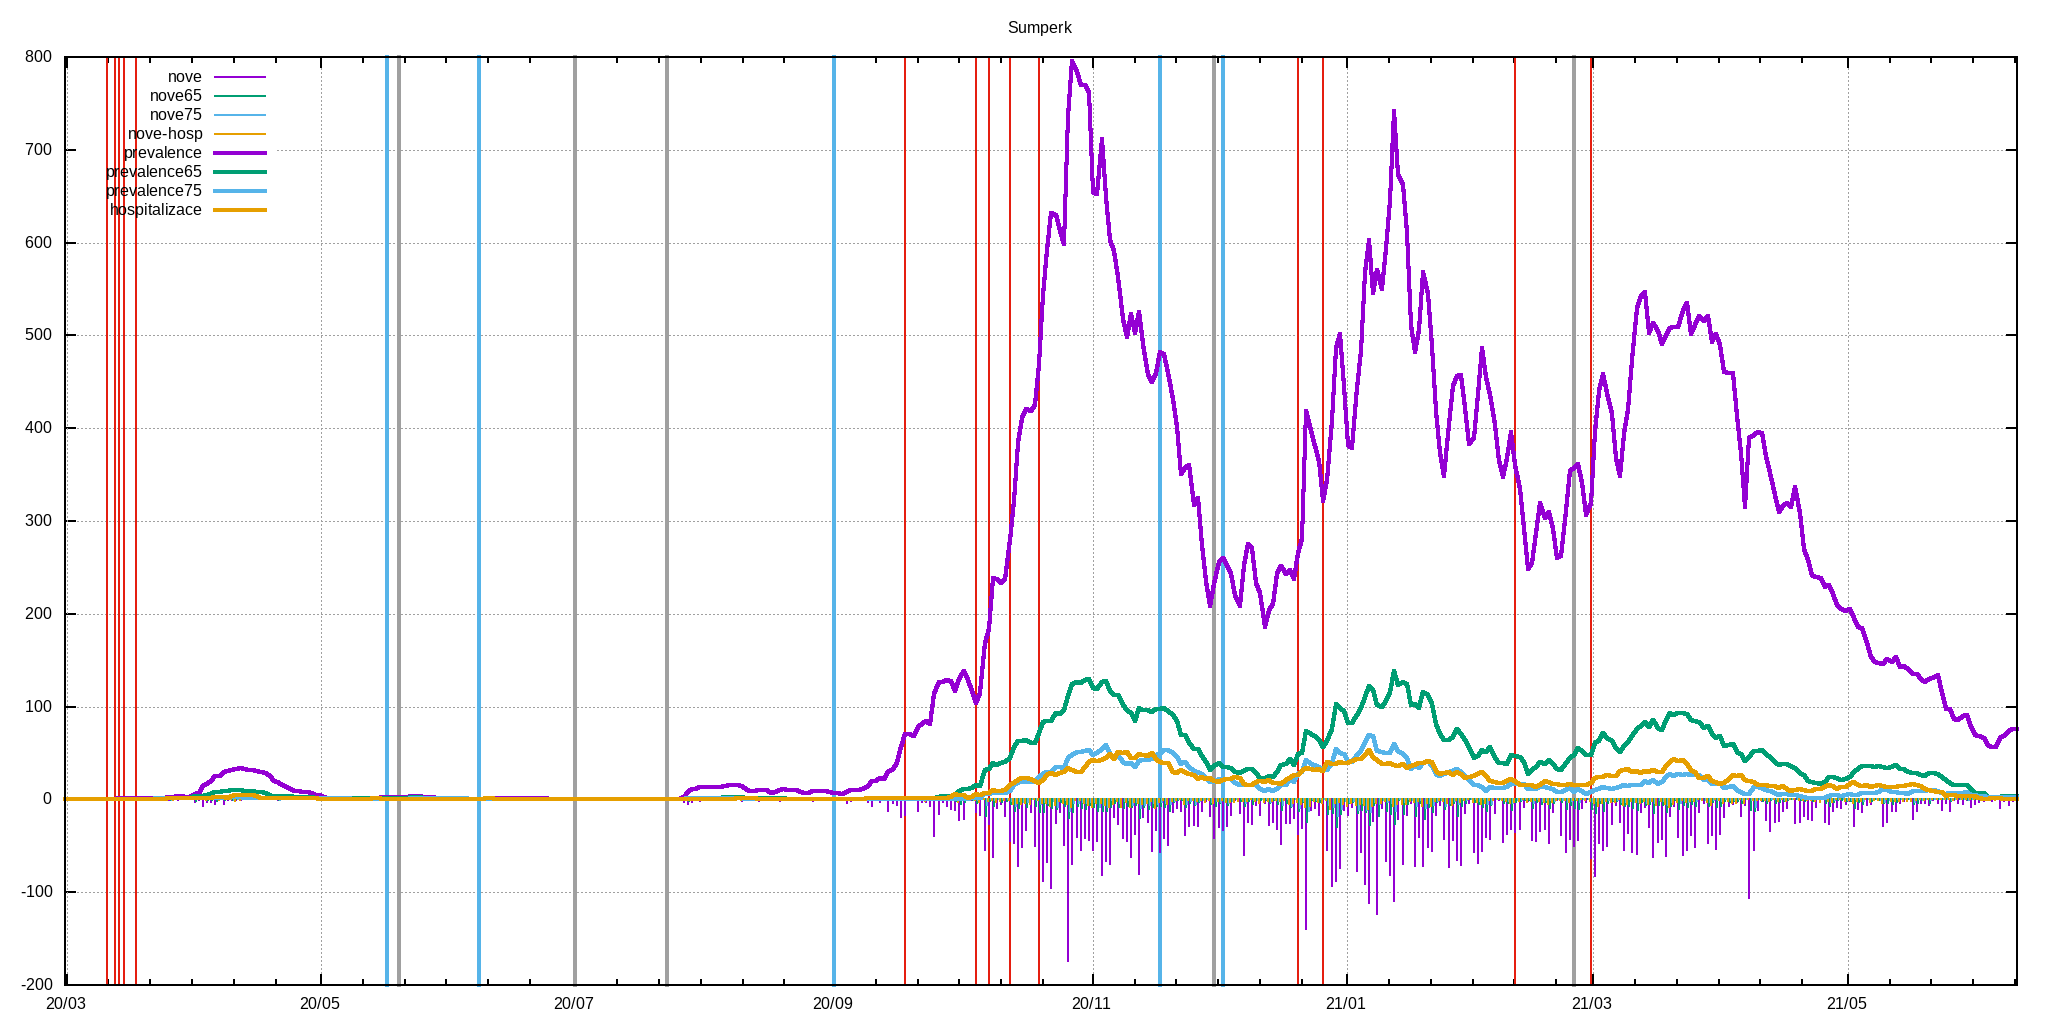 Sumperk
800
700
600
500
400
300
200
100
0
-100
-200
nove
nove65
nove75
nove-hosp
prevalence
prevalence65
prevalence75
hospitalizace
20/03 20/05 20/07 20/09 20/11 21/01 21/03 21/05